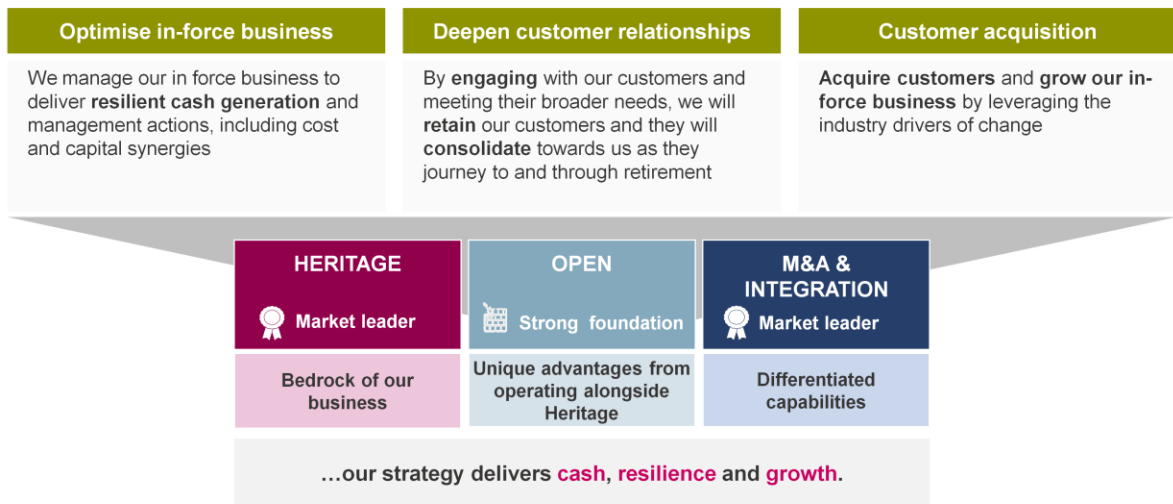 Optimise in-force business
We manage our in force business to
deliver resilient cash generation and
management actions, including cost
and capital synergies
Deepen customer relationships
By engaging with our customers and
meeting their broader needs, we will
retain our customers and they will
consolidate towards us as they
journey to and through retirement
Customer acquisition
Acquire customers and grow our in-
force business by leveraging the
industry drivers of change
HERITAGE
Market leader
Bedrock of our
business
OPEN
Strong foundation
Unique advantages from
operating alongside
Heritage
M&A &
INTEGRATION
Market leader
Differentiated
capabilities
…our strategy delivers cash, resilience and growth.